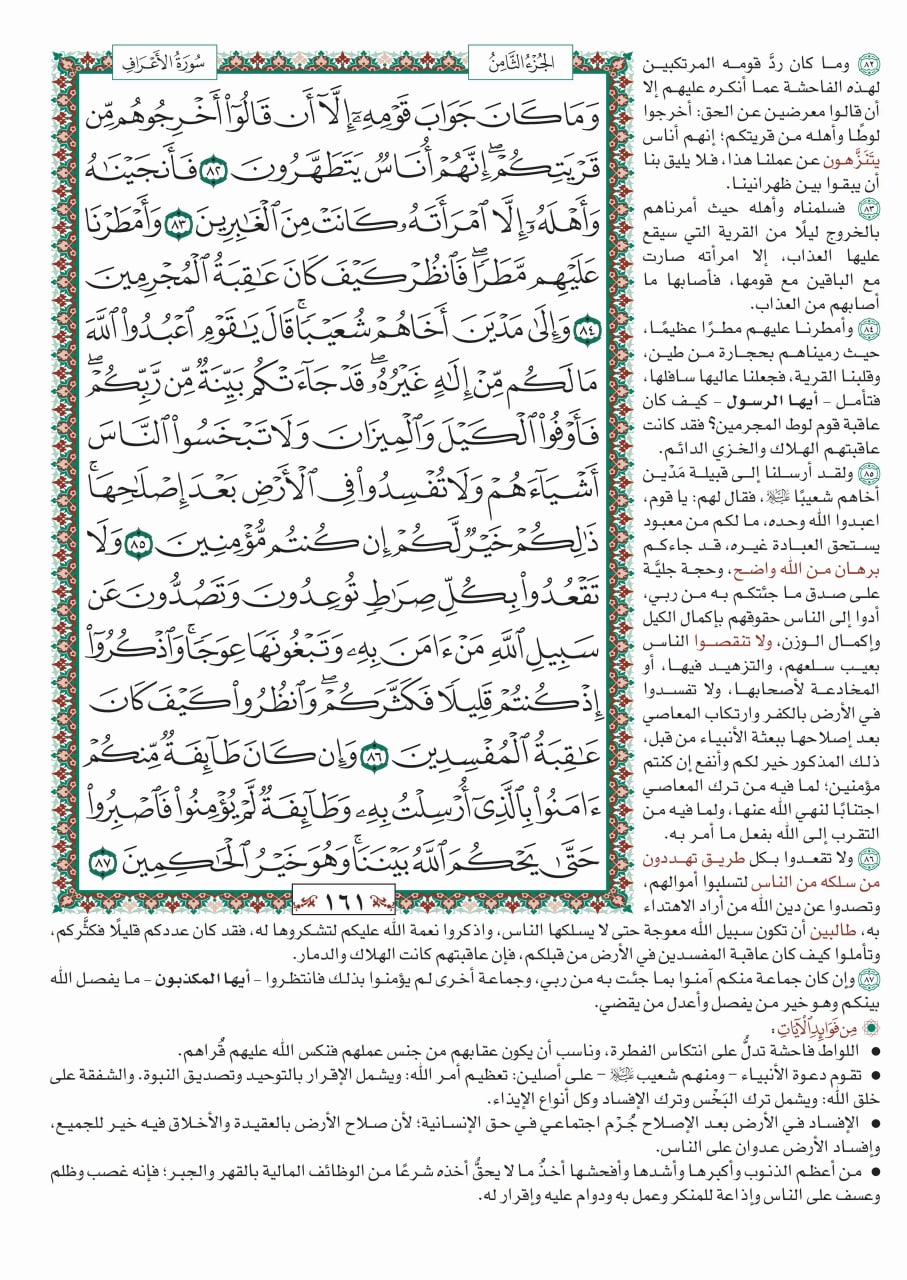 سُورَةُ الأَعْرَافِ
الجُزْءُ الثَّامِنُ
وَمَا كَانَ جَوَابَ قَوْمِهِۦٓ إِلَّآ أَن قَالُوٓاْ أَخْرِجُوهُم مِّن
قَرْيَتِكُمْۖ إِنَّهُمْ أُنَاسٌ يَتَطَهَّرُونَ ٨٢ فَأَنجَيْنَٰهُ
وَأَهْلَهُۥٓ إِلَّا ٱمْرَأَتَهُۥ كَانَتْ مِنَ ٱلْغَٰبِرِينَ ٨٣ وَأَمْطَرْنَا
عَلَيْهِم مَّطَرٗاۖ فَٱنظُرْ كَيْفَ كَانَ عَٰقِبَةُ ٱلْمُجْرِمِينَ
٨٤ وَإِلَىٰ مَدْيَنَ أَخَاهُمْ شُعَيْبٗاۚ قَالَ يَٰقَوْمِ ٱعْبُدُواْ ٱللَّهَ
مَا لَكُم مِّنْ إِلَٰهٍ غَيْرُهُۥۖ قَدْ جَآءَتْكُم بَيِّنَةٞ مِّن رَّبِّكُمْۖ
فَأَوْفُواْ ٱلْكَيْلَ وَٱلْمِيزَانَ وَلَا تَبْخَسُواْ ٱلنَّاسَ
أَشْيَآءَهُمْ وَلَا تُفْسِدُواْ فِي ٱلْأَرْضِ بَعْدَ إِصْلَٰحِهَاۚ
ذَٰلِكُمْ خَيْرٞ لَّكُمْ إِن كُنتُم مُّؤْمِنِينَ ٨٥ وَلَا
تَقْعُدُواْ بِكُلِّ صِرَٰطٖ تُوعِدُونَ وَتَصُدُّونَ عَن
سَبِيلِ ٱللَّهِ مَنْ ءَامَنَ بِهِۦ وَتَبْغُونَهَا عِوَجٗاۚ وَٱذْكُرُوٓاْ
إِذْ كُنتُمْ قَلِيلٗا فَكَثَّرَكُمْۖ وَٱنظُرُواْ كَيْفَ كَانَ
عَٰقِبَةُ ٱلْمُفْسِدِينَ ٨٦ وَإِن كَانَ طَآئِفَةٞ مِّنكُمْ
ءَامَنُواْ بِٱلَّذِيٓ أُرْسِلْتُ بِهِۦ وَطَآئِفَةٞ لَّمْ يُؤْمِنُواْ فَٱصْبِرُواْ
حَتَّىٰ يَحْكُمَ ٱللَّهُ بَيْنَنَاۚ وَهُوَ خَيْرُ ٱلْحَٰكِمِينَ ٨٧
١٦١
٨٢ وما كان ردَّ قومه المرتكبين
لهذه الفاحشة عما أنكره عليهم إلا
أن قالوا معرضين عن الحق: أخرجوا
لوطًا وأهله من قريتكم؛ إنهم أناس
يتَنَزَّهون عن عملنا هذا، فلا يليق بنا
أن يبقوا بين ظهرانينا.
٨٣ فسلمناه وأهله حيث أمرناهم
بالخروج ليلًا من القرية التي سيقع
عليها العذاب، إلا امرأته صارت
مع الباقين مع قومها، فأصابها ما
أصابهم من العذاب.
٨٤ وأمطرنا عليهم مطرًا عظيمًا،
حيث رميناهم بحجارة من طين،
وقلبنا القرية، فجعلنا عاليها سافلها،
فتأمل – أيها الرسول – كيف كان
عاقبة قوم لوط المجرمين؟ فقد كانت
عاقبتهم الهلاك والخزي الدائم.
٨٥ ولقد أرسلنا إلى قبيلة مَدْين
أخاهم شعيبًا ﷺ، فقال لهم: يا قوم،
اعبدوا الله وحده، ما لكم من معبود
يستحق العبادة غيره، قد جاءكم
برهان من الله واضح، وحجة جليَّة
على صدق ما جئتكم به من ربي،
أدوا إلى الناس حقوقهم بإكمال الكيل
وإكمال الوزن، ولا تنقصوا الناس
بعيب سلعهم، والتزهيد فيها، أو
المخادعة لأصحابها، ولا تفسدوا
في الأرض بالكفر وارتكاب المعاصي
بعد إصلاحها ببعثة الأنبياء من قبل،
ذلك المذكور خير لكم وأنفع إن كنتم
مؤمنين؛ لما فيه من ترك المعاصي
اجتنابًا لنهي الله عنها، ولما فيه من
التقرب إلى الله بفعل ما أمر به.
٨٦ ولا تقعدوا بكل طريق تهددون
من سلكه من الناس لتسلبوا أموالهم،
وتصدوا عن دين الله من أراد الاهتداء
به، طالبين أن تكون سبيل الله معوجة حتى لا يسلكها الناس، واذكروا نعمة الله عليكم لتشكروها له، فقد كان عددكم قليلًا فكثَّركم،
وتأملوا كيف كان عاقبة المفسدين في الأرض من قبلكم، فإن عاقبتهم كانت الهلاك والدمار.
٨٧ وإن كان جماعة منكم آمنوا بما جئت به من ربي، وجماعة أخرى لم يؤمنوا بذلك فانتظروا – أيها المكذبون – ما يفصل الله
بينكم وهو خير من يفصل وأعدل من يقضي.
مِن فَوَائِدِ الآيَاتِ:
• اللواط فاحشة تدلُّ على انتكاس الفطرة، وناسب أن يكون عقابهم من جنس عملهم فنكس الله عليهم قُراهم.
• تقوم دعوة الأنبياء – ومنهم شعيب ﷺ – على أصلين: تعظيم أمر الله: ويشمل الإقرار بالتوحيد وتصديق النبوة. والشفقة على
خلق الله: ويشمل ترك البَخْس وترك الإفساد وكل أنواع الإيذاء.
• الإفساد في الأرض بعد الإصلاح جُرْم اجتماعي في حق الإنسانية؛ لأن صلاح الأرض بالعقيدة والأخلاق فيه خير للجميع،
وإفساد الأرض عدوان على الناس.
• من أعظم الذنوب وأكبرها وأشدها وأفحشها أخذُ ما لا يحقُّ أخذه شرعًا من الوظائف المالية بالقهر والجبر؛ فإنه غصب وظلم
وعسف على الناس وإذاعة للمنكر وعمل به ودوام عليه وإقرار له.